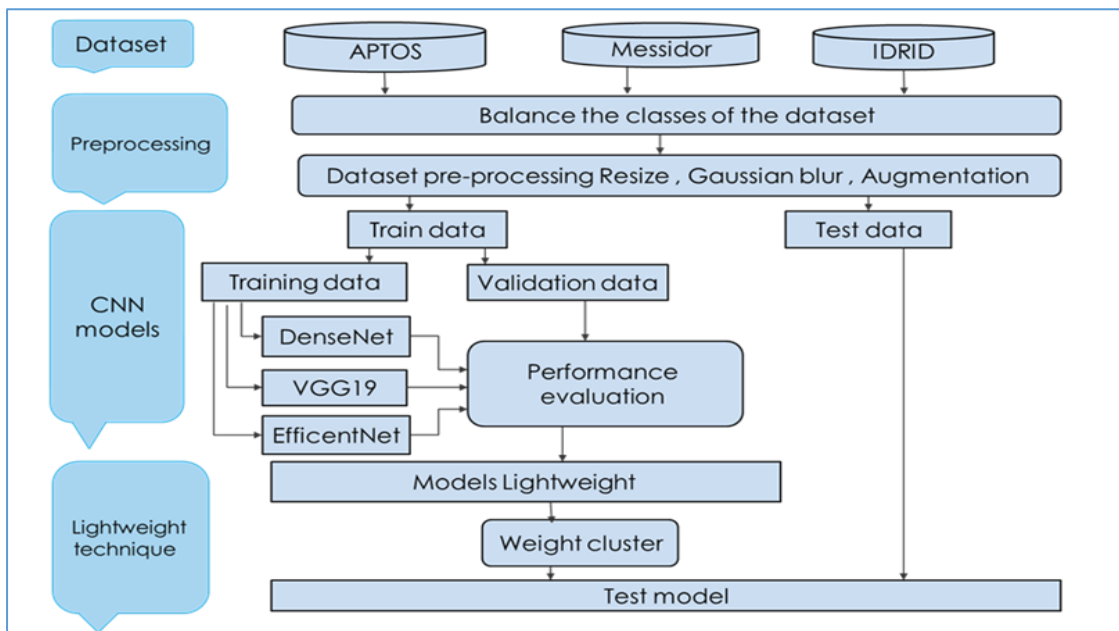 Dataset
APTOS
Messidor
IDRID
Preprocessing
Balance the classes of the dataset
Dataset pre-processing Resize , Gaussian blur , Augmentation
CNN
models
Train data
Test data
Training data
Validation data
DenseNet
VGG19
EfficentNet
Performance
evaluation
Lightweight
technique
Models Lightweight
Weight cluster
Test model